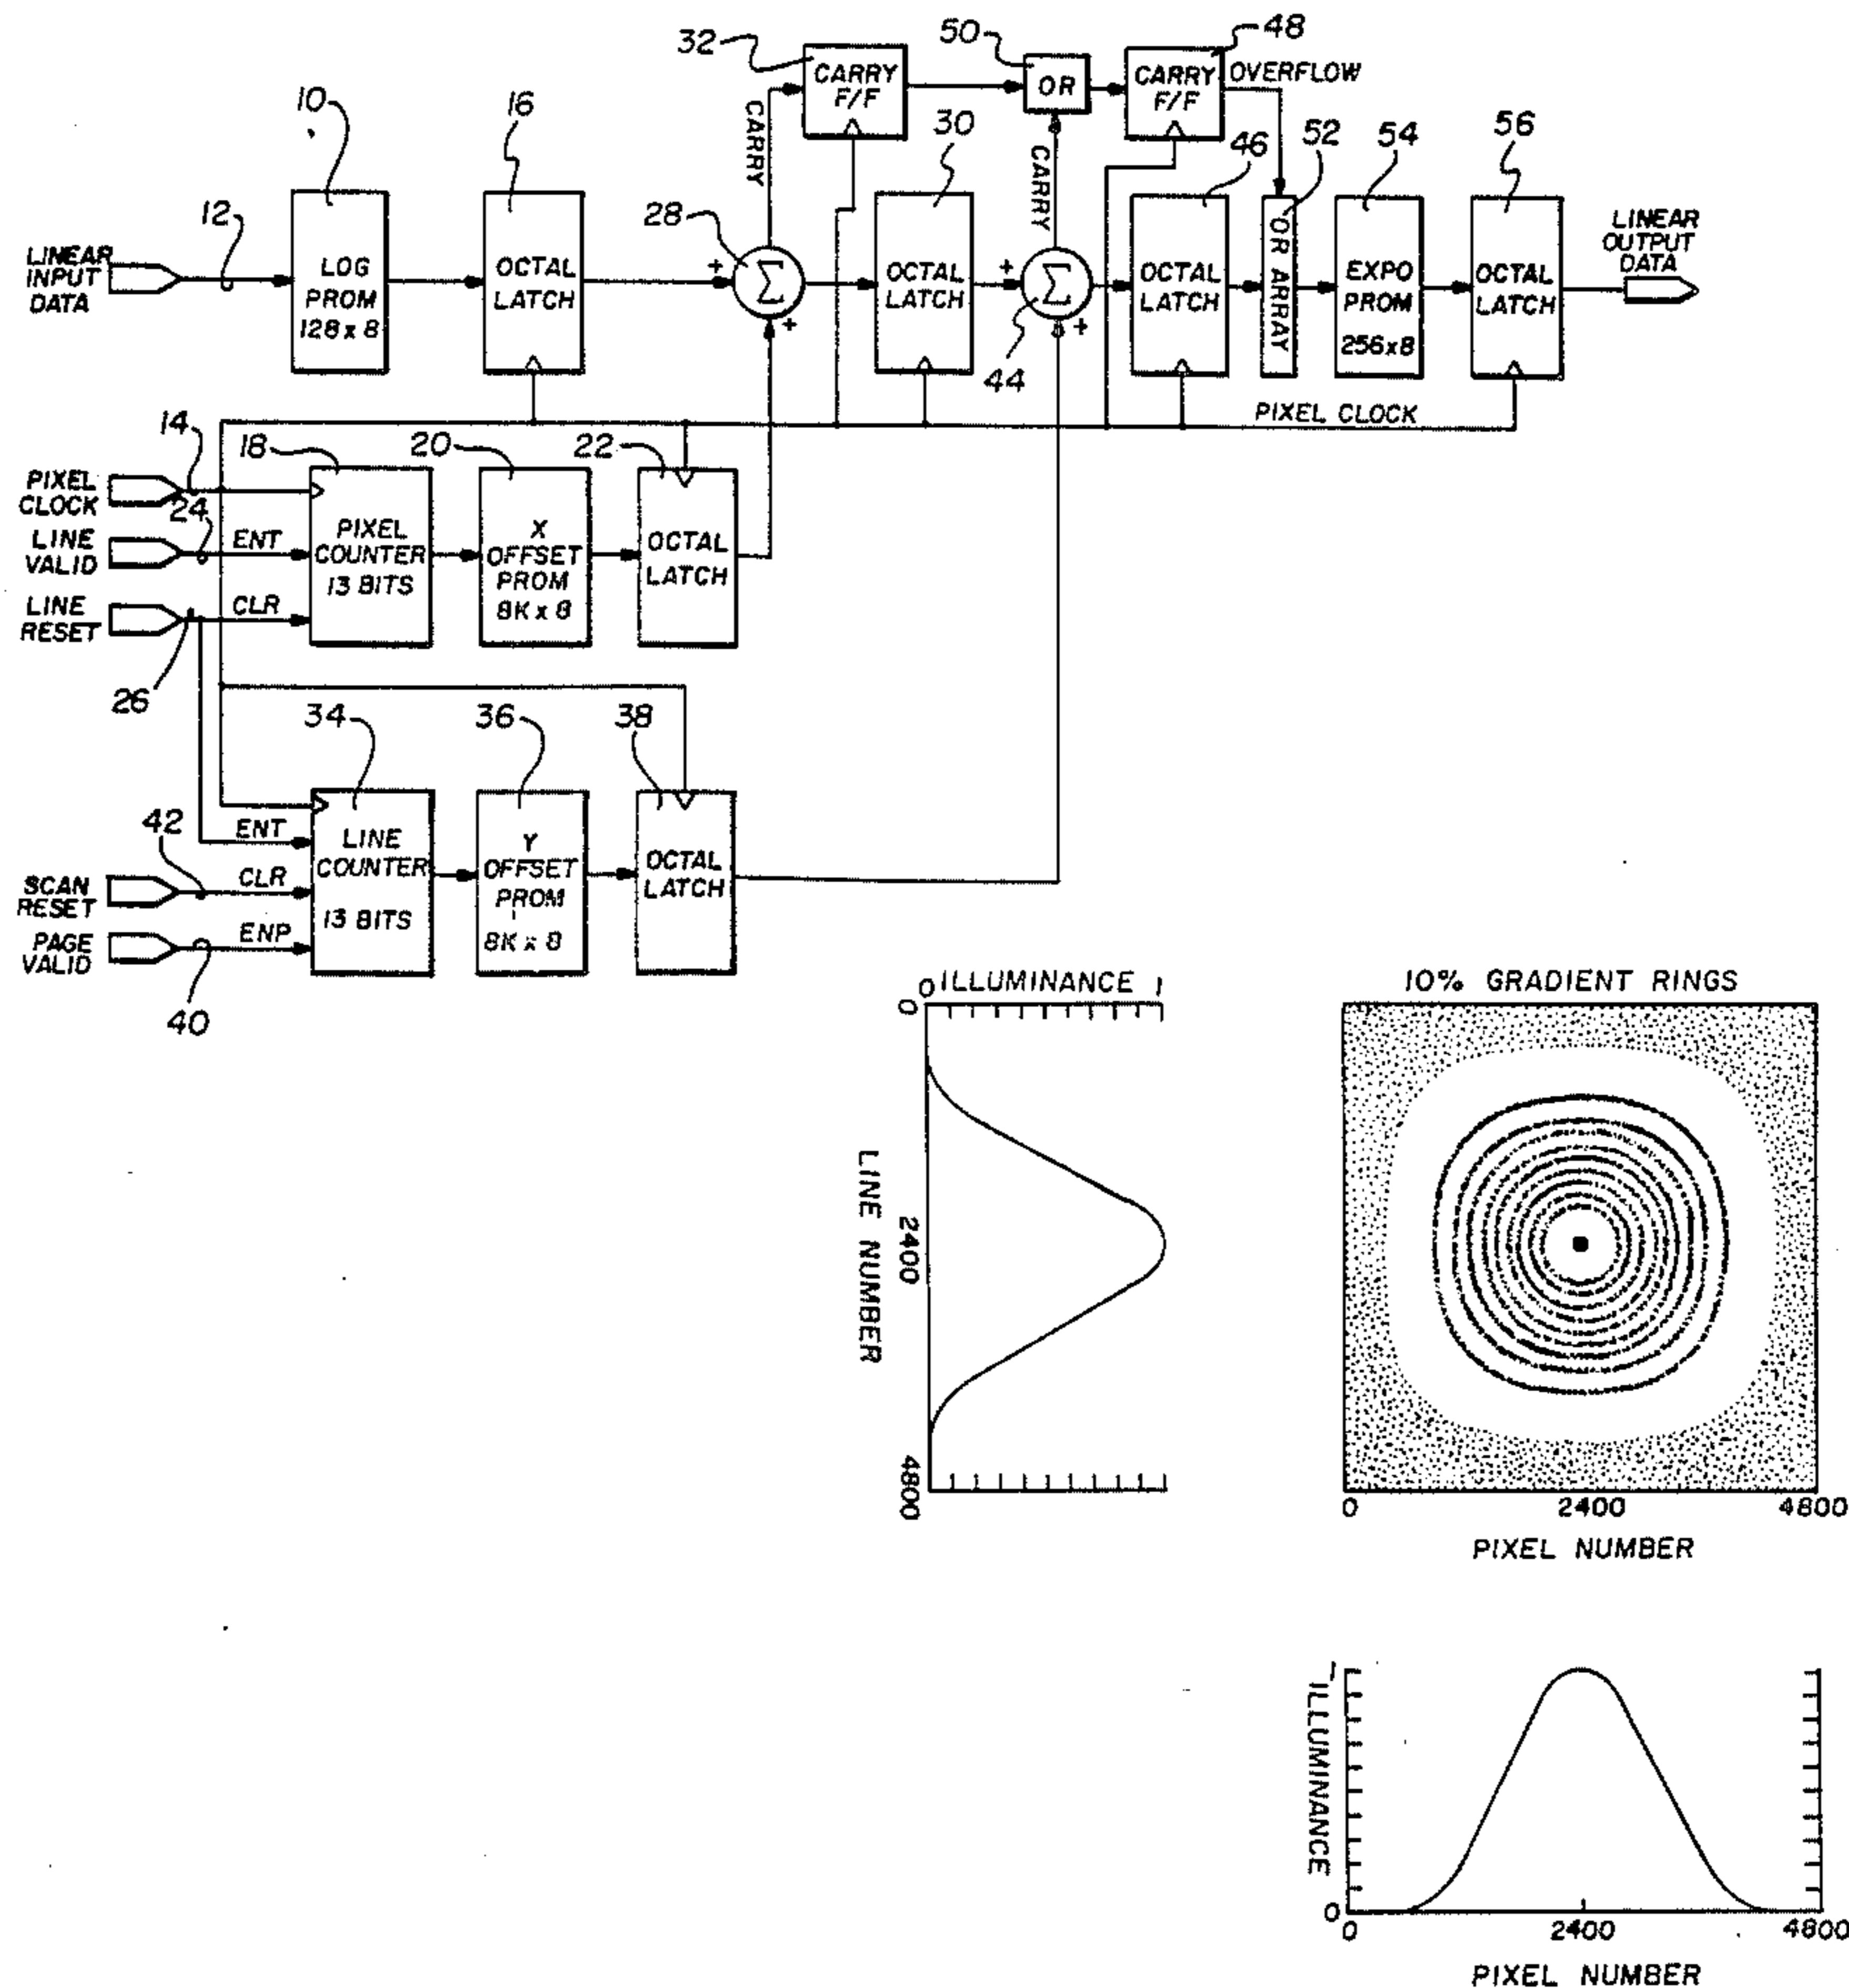 32
50
48
CARRY
F/F
OR
CARRY
F/F
OVERFLOW
10
16
CARRY
30
CARRY
46
52
54
56
12
28
LINEAR
INPUT
DATA
LOG
PROM
128 x 8
OCTAL
LATCH
+
Σ
+
OCTAL
LATCH
+
Σ
+
44
OCTAL
LATCH
OR ARRAY
EXPO
PROM
256x8
OCTAL
LATCH
LINEAR
OUTPUT
DATA
PIXEL CLOCK
14
18
20
22
PIXEL
CLOCK
24
LINE
VALID
ENT
PIXEL
COUNTER
13 BITS
X
OFFSET
PROM
8K x 8
OCTAL
LATCH
LINE
RESET
CLR
26
34
36
38
42
ENT
LINE
COUNTER
13 BITS
Y
OFFSET
PROM
8K x 8
OCTAL
LATCH
SCAN
RESET
CLR
PAGE
VALID
ENP
40
0 ILLUMINANCE 1
0
2400
4800
LINE NUMBER
10% GRADIENT RINGS
0 2400 4800
PIXEL NUMBER
1
ILLUMINANCE
0
0 2400 4800
PIXEL NUMBER